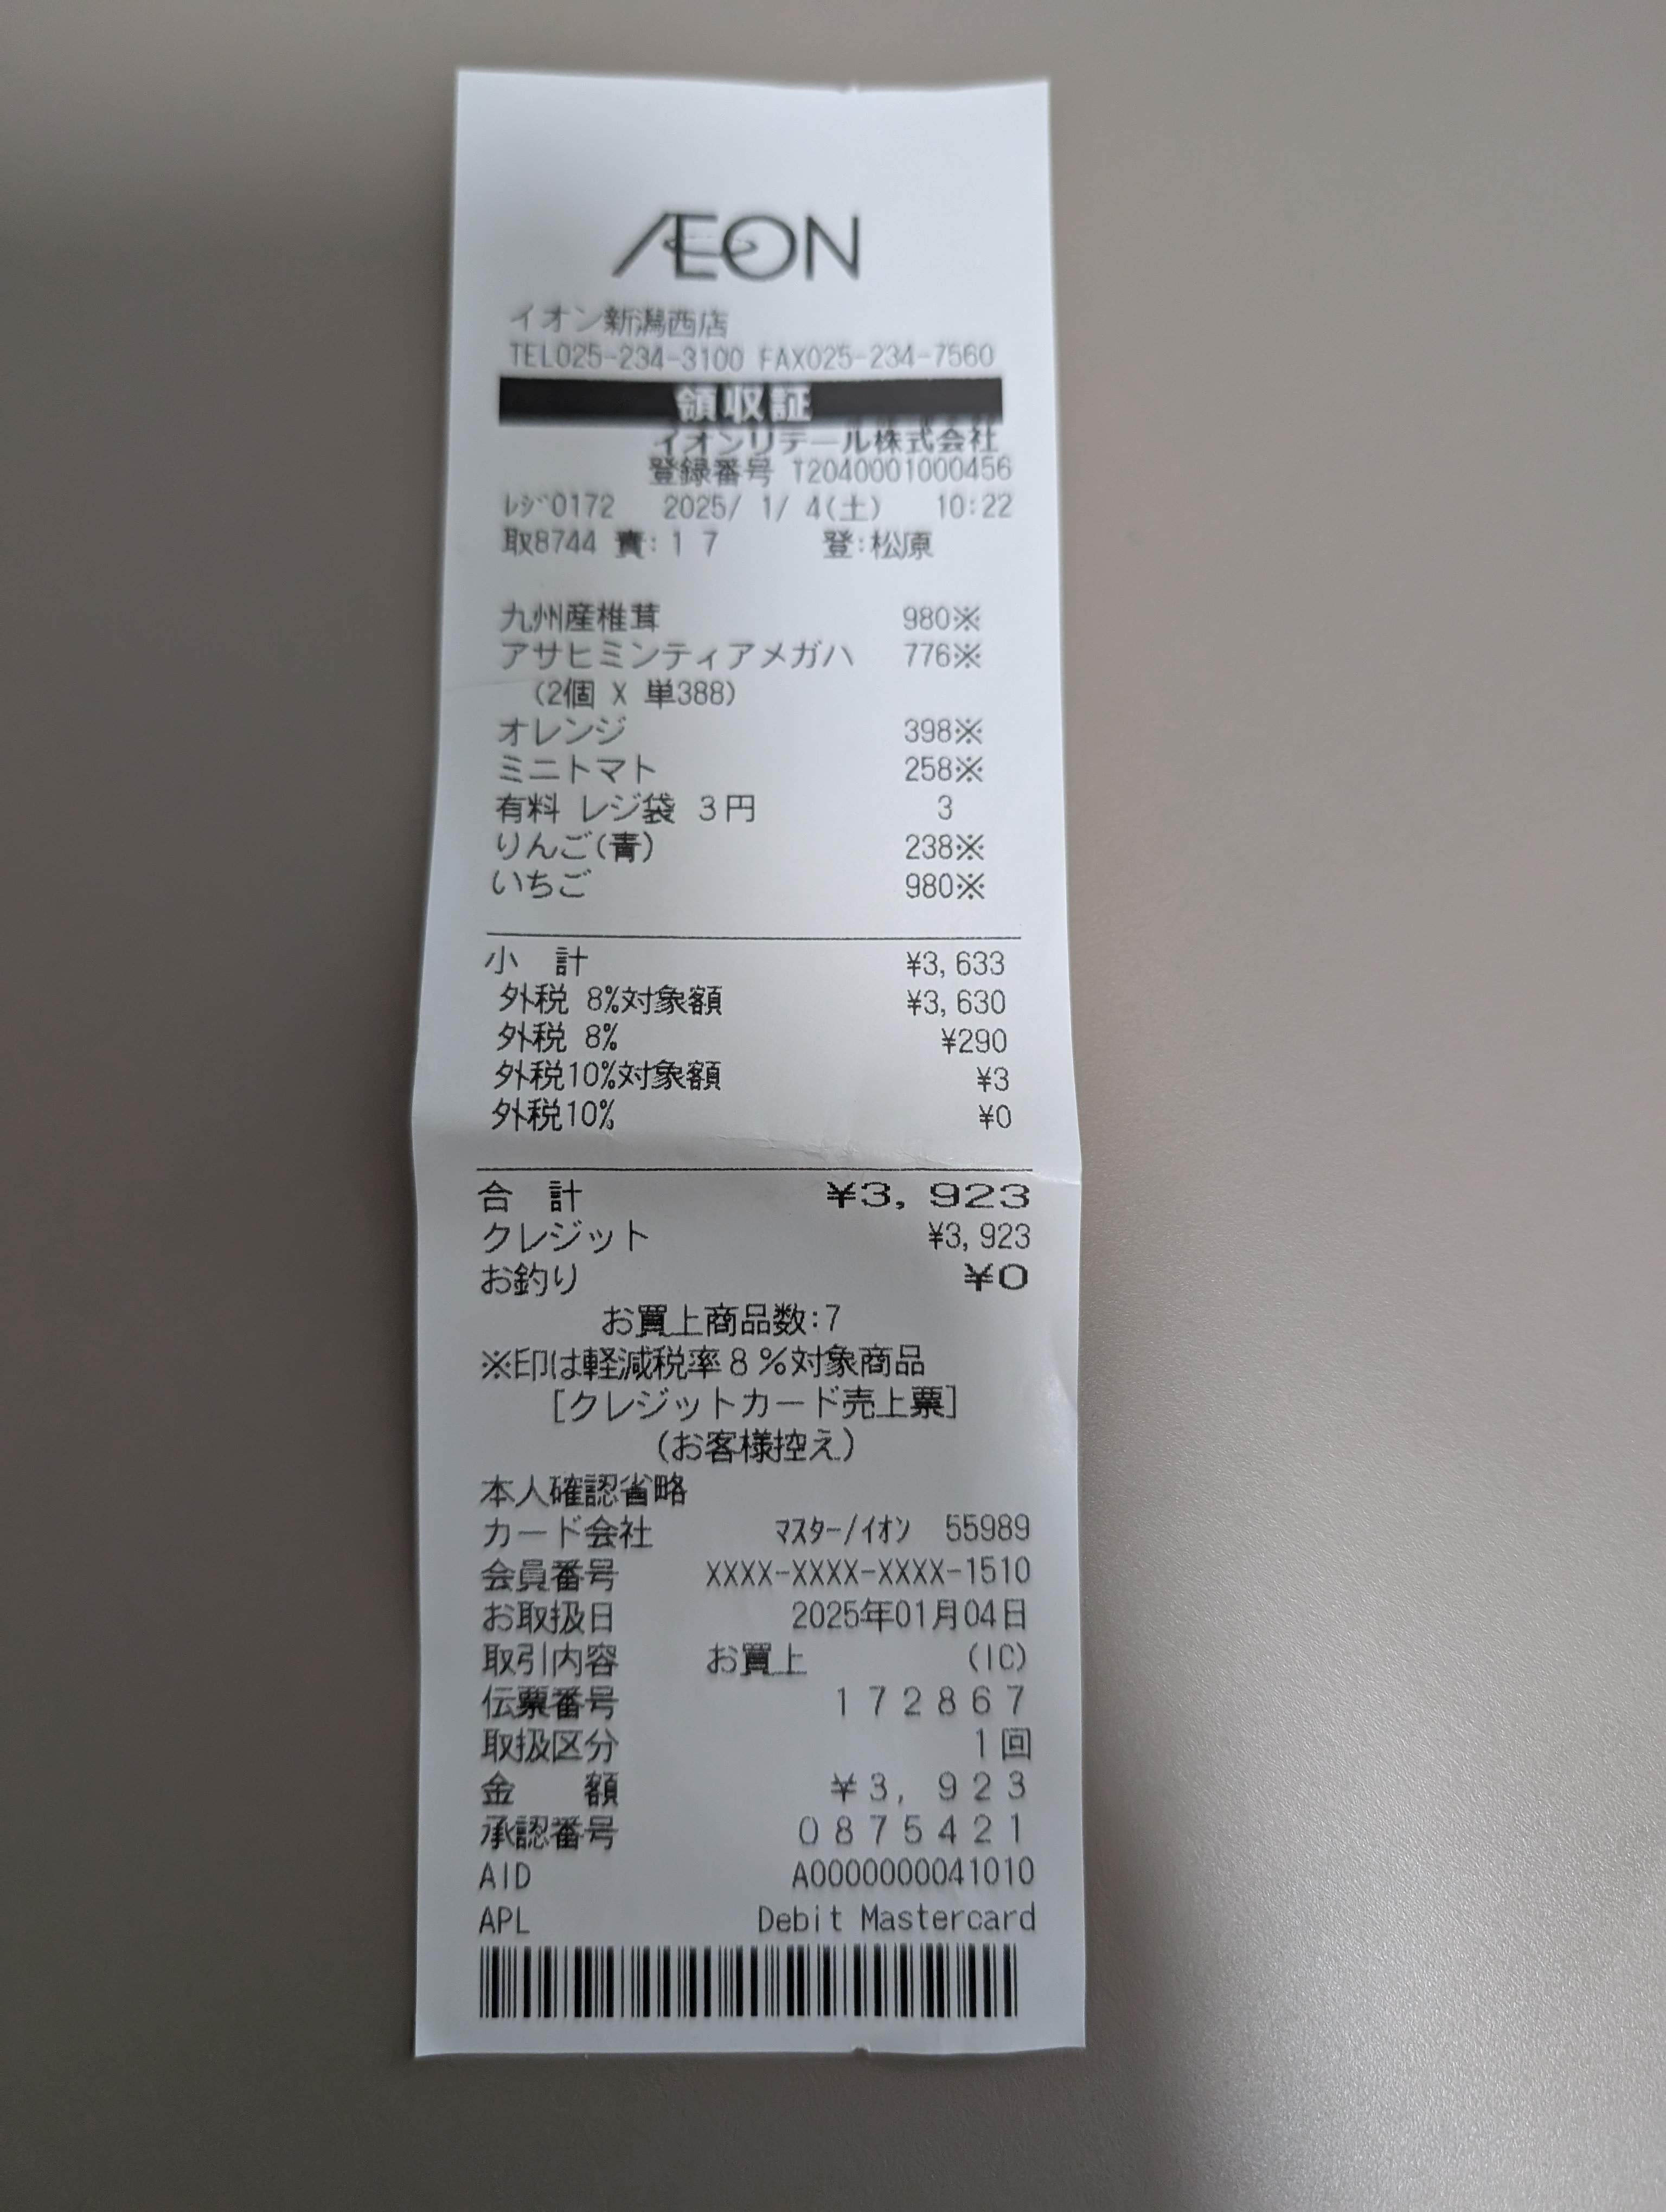 ÆON
イオン新潟西店
TEL025-234-3100 FAX025-234-7560
領収証
イオンリテール株式会社
登録番号 T2040001000456
ﾚｼﾞ0172 2025/ 1/ 4(土) 10:22
取8744 責:１７ 登:松原
九州産椎茸 980※
アサヒミンティアメガハ 776※
(2個 X 単388)
オレンジ 398※
ミニトマト 258※
有料 レジ袋 ３円 3
りんご(青) 238※
いちご 980※
小　計 ¥3,633
外税 8%対象額 ¥3,630
外税 8% ¥290
外税10%対象額 ¥3
外税10% ¥0
合　計 ¥3,923
クレジット ¥3,923
お釣り ¥0
お買上商品数:7
※印は軽減税率８％対象商品
[クレジットカード売上票]
(お客様控え)
本人確認省略
カード会社 ﾏｽﾀｰ/ｲｵﾝ 55989
会員番号 XXXX-XXXX-XXXX-1510
お取扱日 2025年01月04日
取引内容 お買上 (IC)
伝票番号 １７２８６７
取扱区分 １回
金　　額 ￥３，９２３
承認番号 ０８７５４２１
AID A0000000041010
APL Debit Mastercard